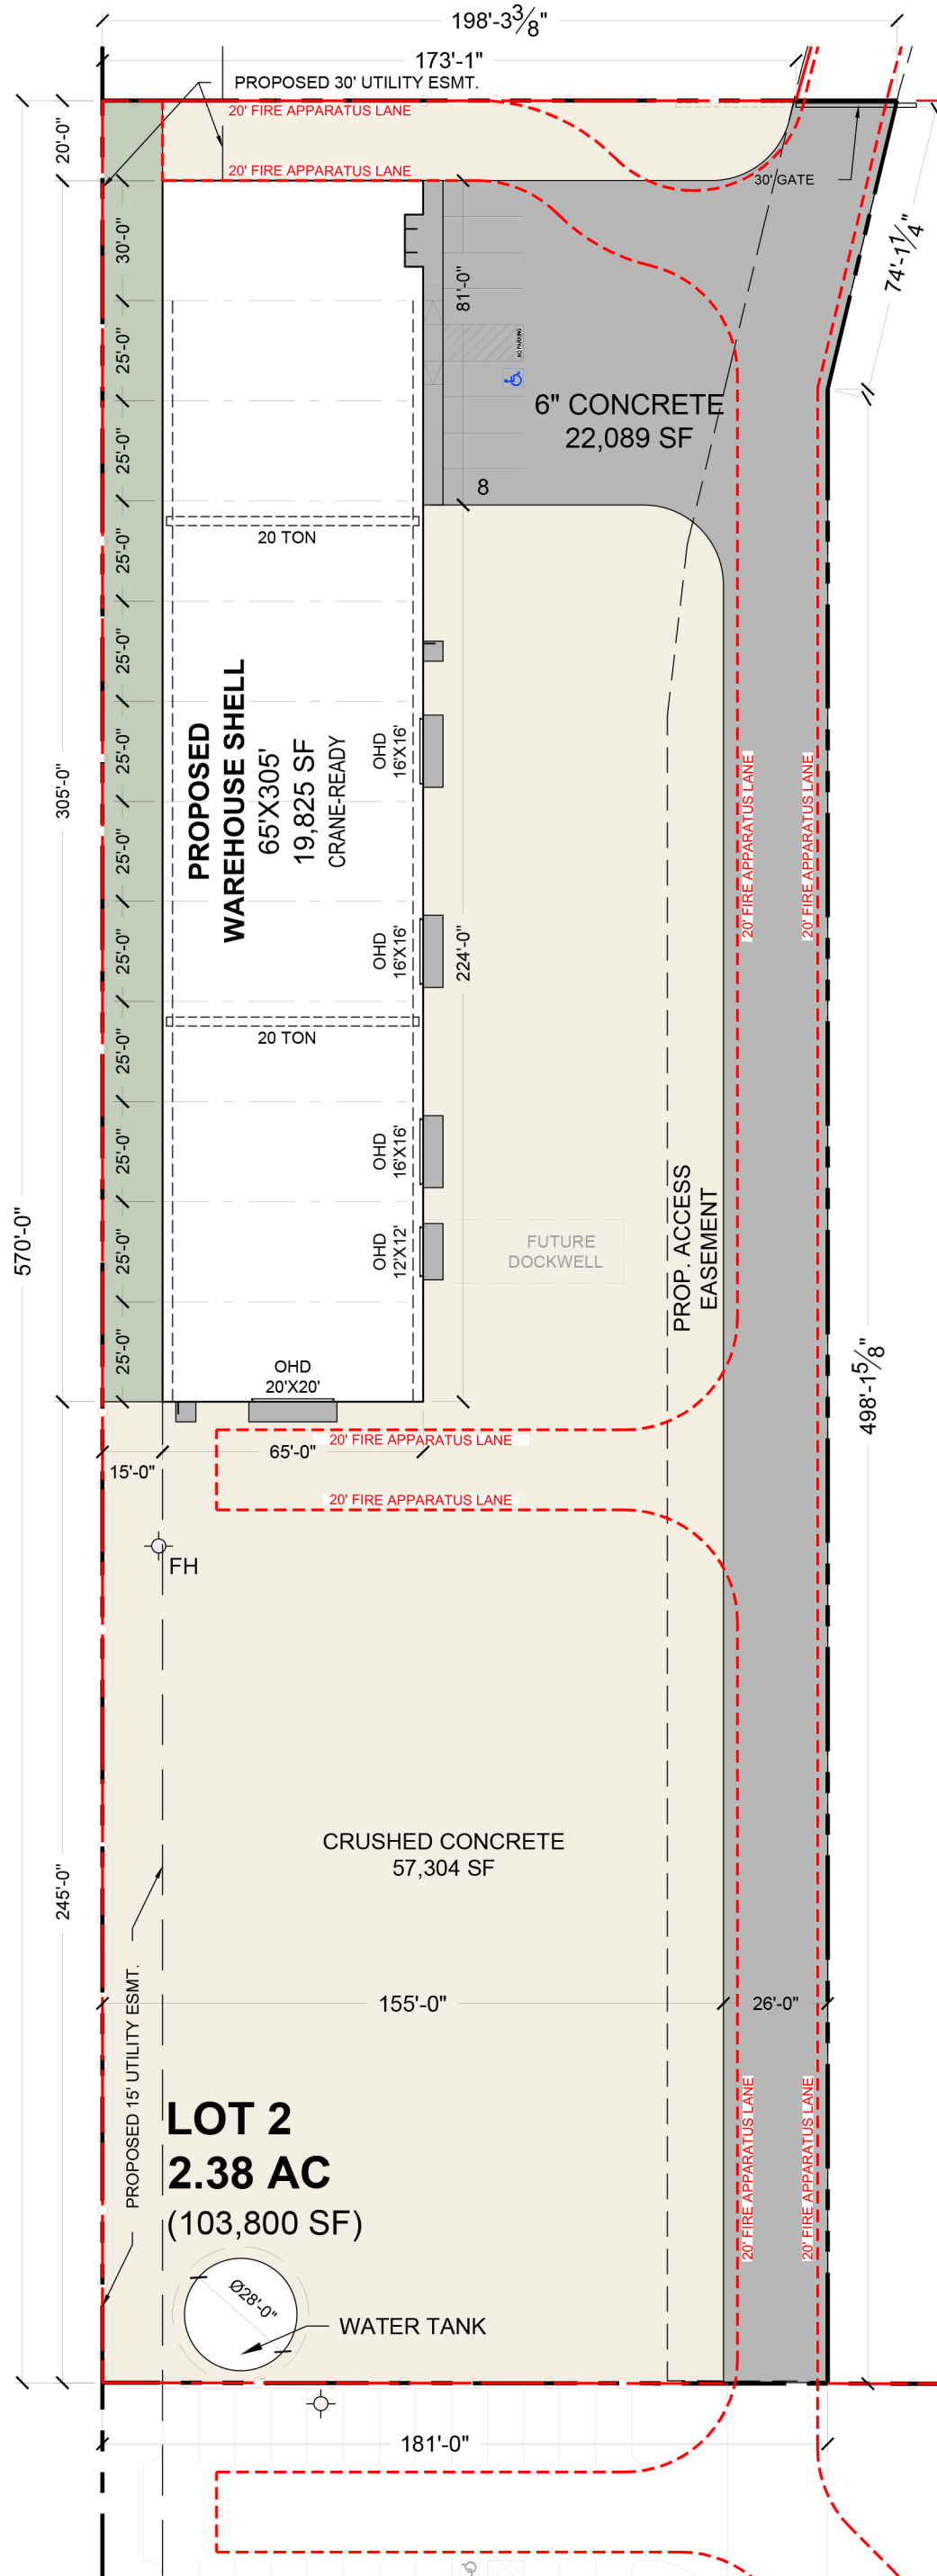 198'-3⅜"
173'-1"
PROPOSED 30' UTILITY ESMT.
20' FIRE APPARATUS LANE
20'-0"
20' FIRE APPARATUS LANE
30' GATE
30'-0"
74'-1¼"
81'-0"
25'-0"
NO PARKING
6" CONCRETE
22,089 SF
25'-0"
8
25'-0"
20 TON
25'-0"
305'-0"
PROPOSED
WAREHOUSE SHELL
65'X305'
19,825 SF
CRANE-READY
25'-0"
OHD
16'X16'
20' FIRE APPARATUS LANE
20' FIRE APPARATUS LANE
25'-0"
25'-0"
OHD
16'X16'
224'-0"
25'-0"
20 TON
25'-0"
OHD
16'X16'
570'-0"
25'-0"
OHD
12'X12'
FUTURE
DOCKWELL
PROP. ACCESS
EASEMENT
25'-0"
OHD
20'X20'
498'-1⅝"
20' FIRE APPARATUS LANE
65'-0"
15'-0"
20' FIRE APPARATUS LANE
FH
CRUSHED CONCRETE
57,304 SF
245'-0"
155'-0"
26'-0"
PROPOSED 15' UTILITY ESMT.
LOT 2
2.38 AC
(103,800 SF)
20' FIRE APPARATUS LANE
20' FIRE APPARATUS LANE
Ø28'-0"
WATER TANK
181'-0"